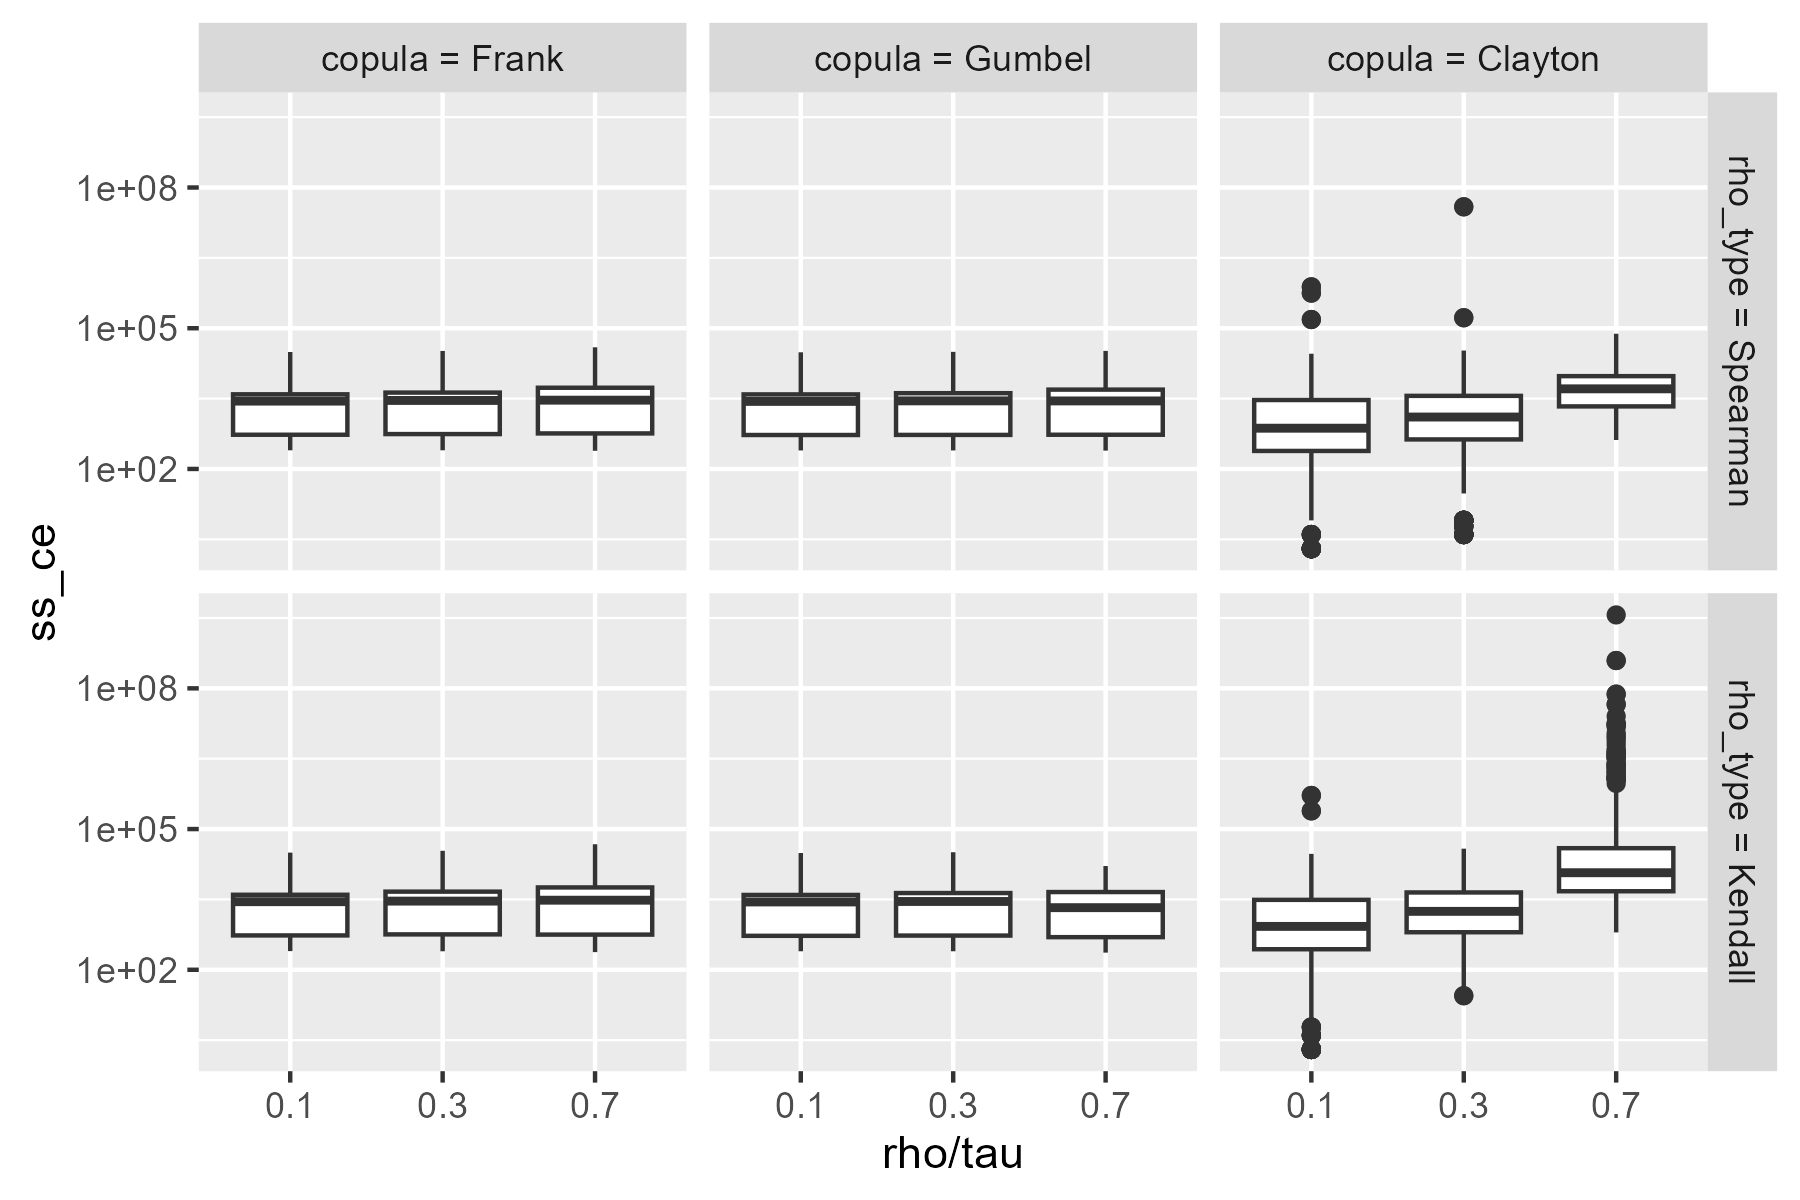 copula = Frank
copula = Gumbel
copula = Clayton
1e+08
1e+05
1e+02
rho_type = Spearman
ss_ce
1e+08
1e+05
1e+02
rho_type = Kendall
0.1 0.3 0.7
0.1 0.3 0.7
0.1 0.3 0.7
rho/tau